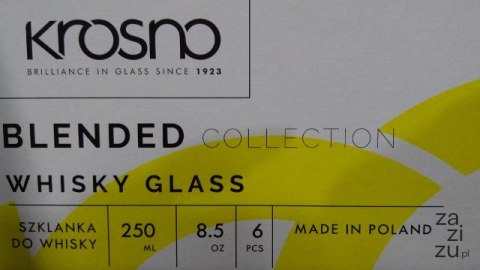 KROSNO
BRILLIANCE IN GLASS SINCE 1923
BLENDED COLLECTION
WHISKY GLASS
SZKLANKA DO WHISKY
250 ML
8.5 OZ
6 PCS
MADE IN POLAND
za
zi
zu.pl